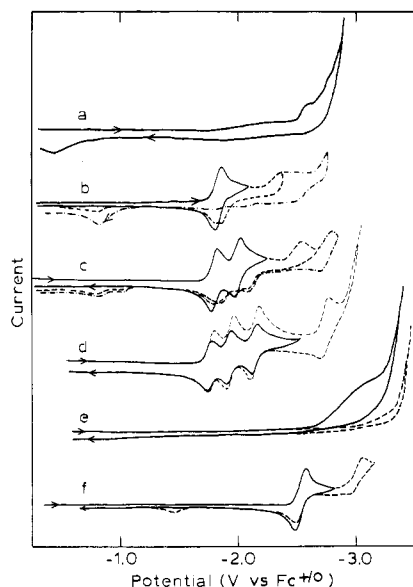 a
b
c
d
e
f
Current
-1.0
-2.0
-3.0
Potential (V vs Fc+/0)